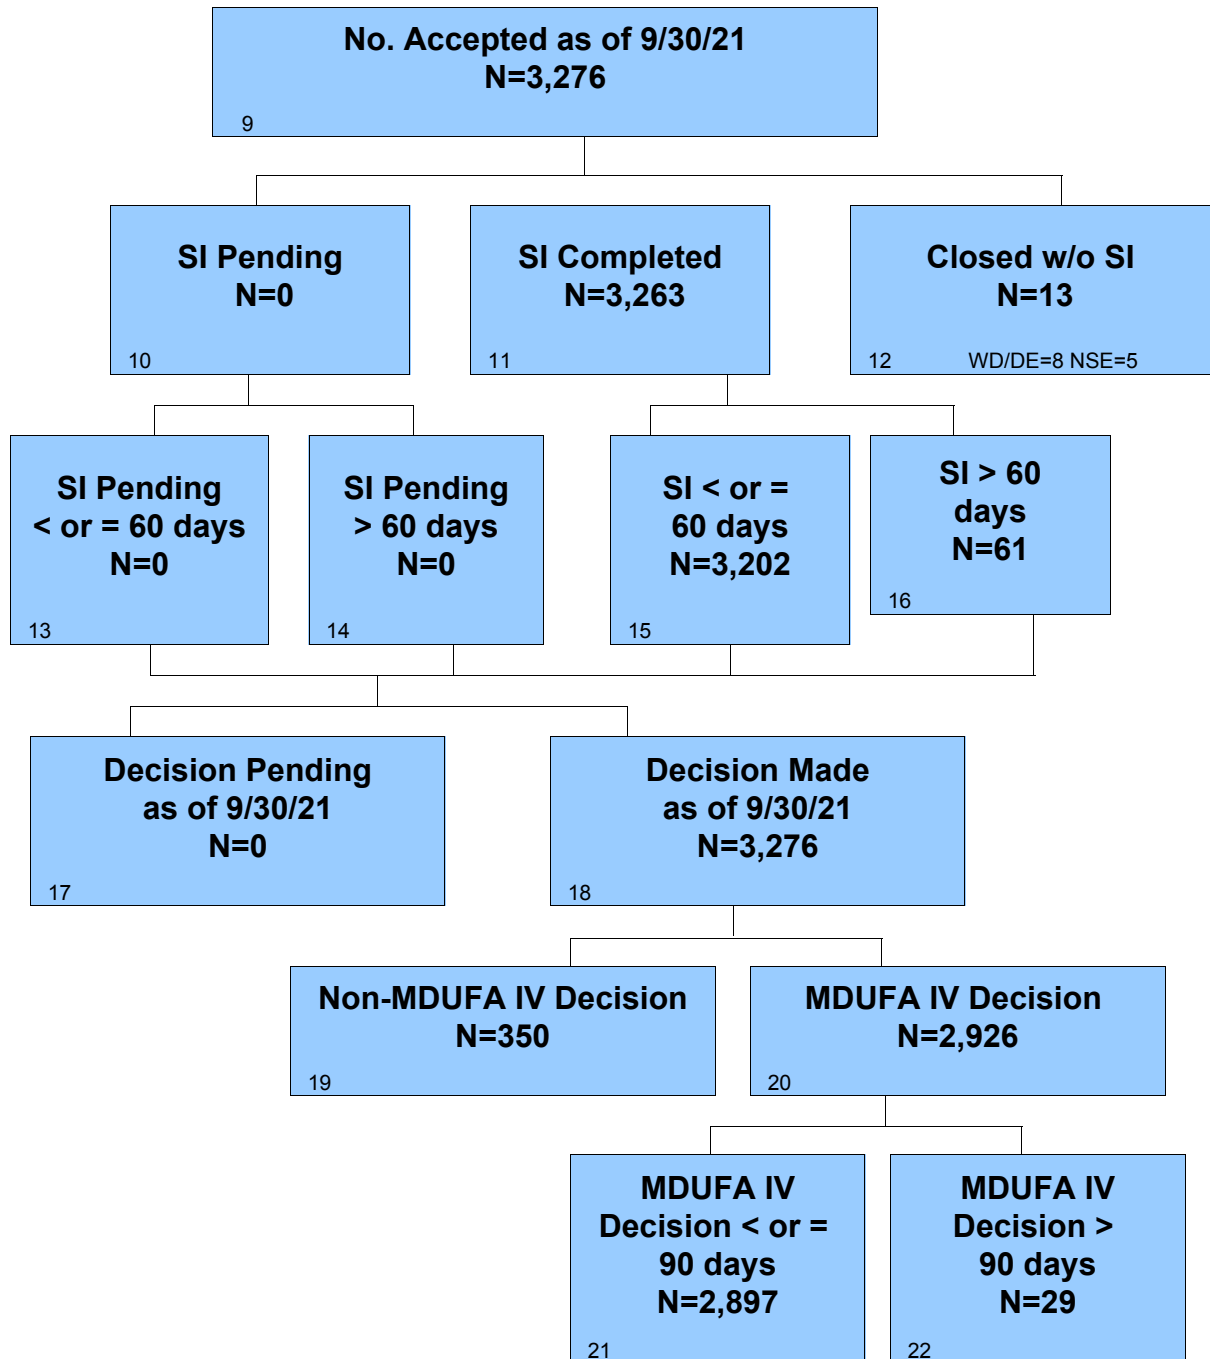 No. Accepted as of 9/30/21
N=3,276
9
SI Pending
N=0
10
SI Completed
N=3,263
11
Closed w/o SI
N=13
12 WD/DE=8 NSE=5
SI Pending
< or = 60 days
N=0
13
SI Pending
> 60 days
N=0
14
SI < or =
60 days
N=3,202
15
SI > 60
days
N=61
16
Decision Pending
as of 9/30/21
N=0
17
Decision Made
as of 9/30/21
N=3,276
18
Non-MDUFA IV Decision
N=350
19
MDUFA IV Decision
N=2,926
20
MDUFA IV
Decision < or =
90 days
N=2,897
21
MDUFA IV
Decision >
90 days
N=29
22